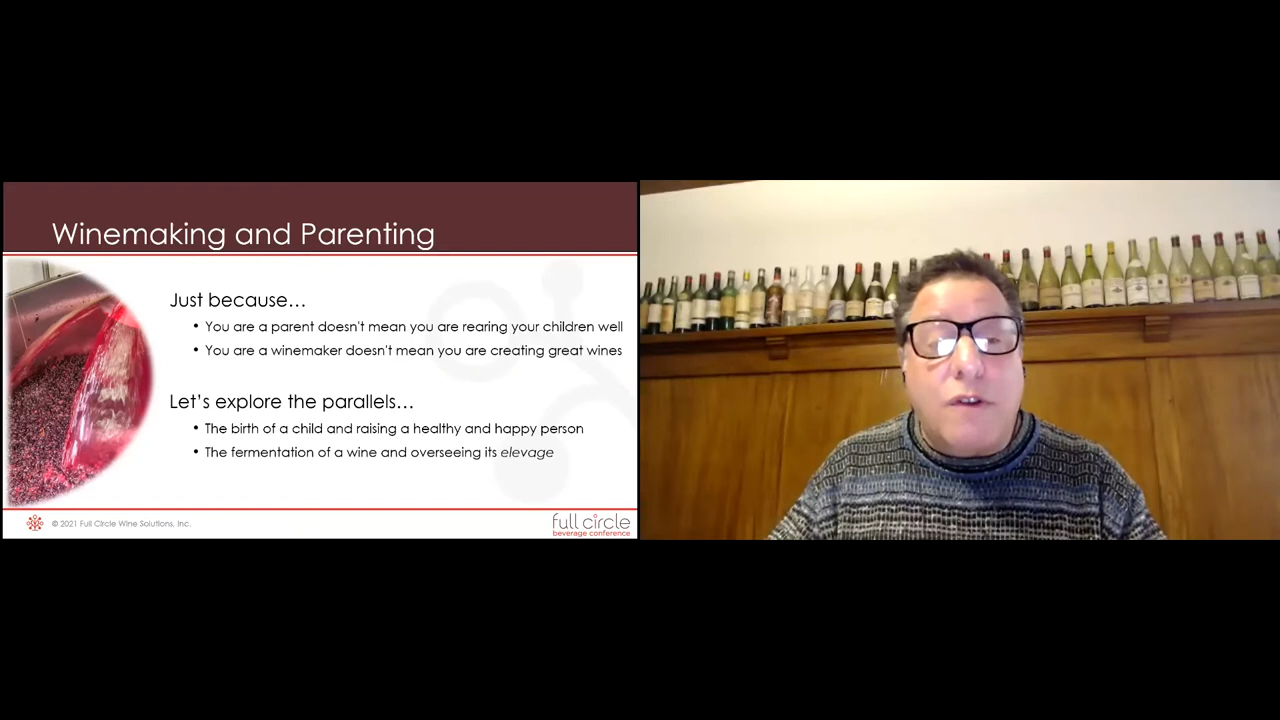 Winemaking and Parenting
Just because…
• You are a parent doesn't mean you are rearing your children well
• You are a winemaker doesn't mean you are creating great wines
Let's explore the parallels…
• The birth of a child and raising a healthy and happy person
• The fermentation of a wine and overseeing its elevage
© 2021 Full Circle Wine Solutions, Inc.
full circle
beverage conference